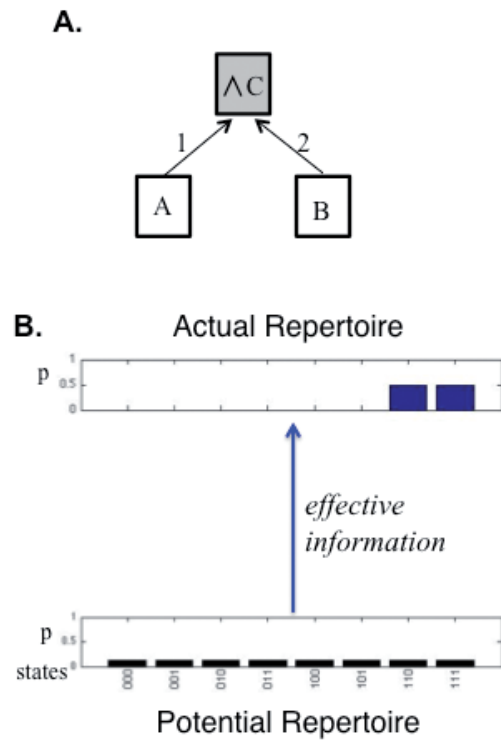 A.
∧C
1
2
A
B
B.
Actual Repertoire
p
1
0.5
0
effective
information
p
1
0.5
0
states
000
001
010
011
100
101
110
111
Potential Repertoire